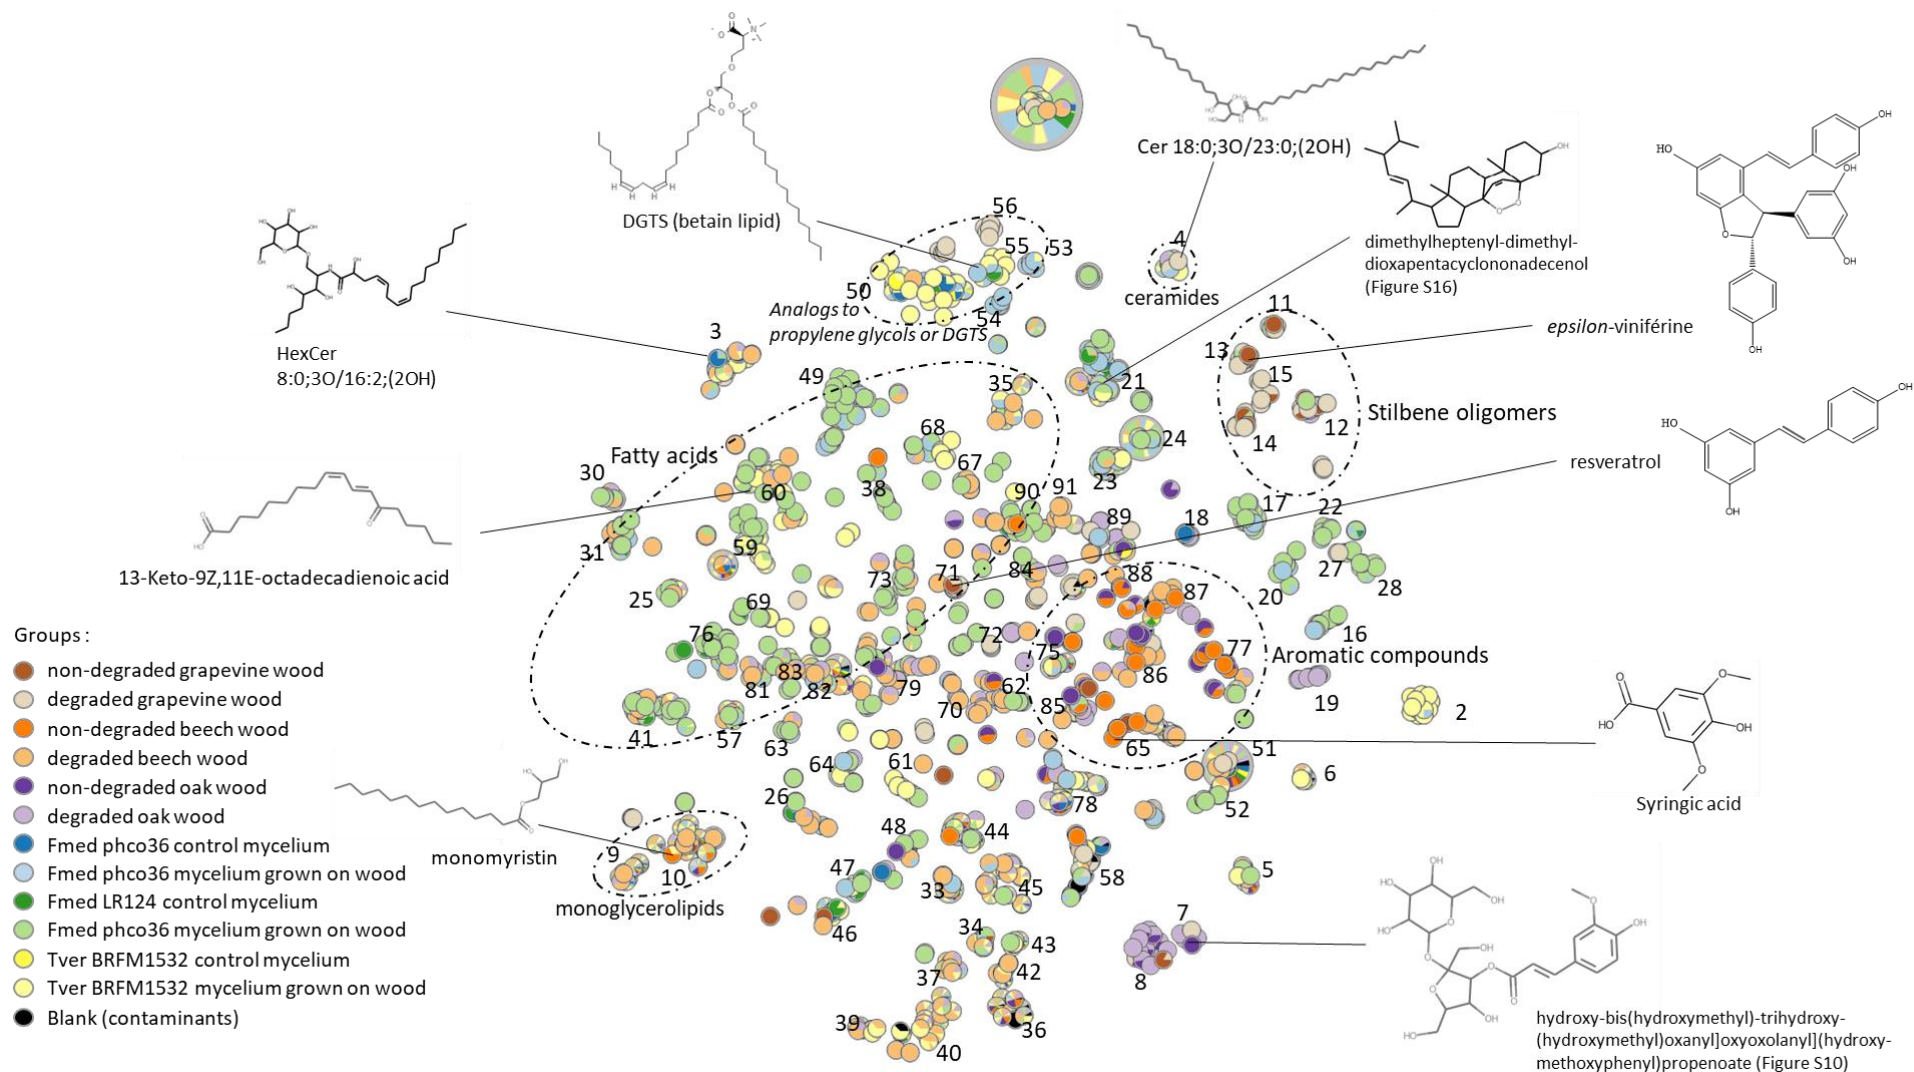 DGTS (betain lipid)
Cer 18:0;3O/23:0;(2OH)
dimethylheptenyl-dimethyl-
dioxapentacyclononadecenol
(Figure S16)
HexCer
8:0;3O/16:2;(2OH)
56
55
53
50
54
Analogs to
propylene glycols or DGTS
4
ceramides
3
11
13
15
12
14
Stilbene oligomers
epsilon-viniférine
resveratrol
49
35
21
24
23
68
67
Fatty acids
30
60
38
31
59
13-Keto-9Z,11E-octadecadienoic acid
90
91
89
18
17
22
27
28
20
16
25
69
73
71
84
88
87
76
72
75
77
Aromatic compounds
83
81
82
79
62
70
85
86
65
19
2
41
57
63
64
61
51
6
52
78
26
Syringic acid
monomyristin
9
10
monoglycerolipids
48
44
47
33
45
58
5
46
34
43
37
42
7
8
39
36
40
hydroxy-bis(hydroxymethyl)-trihydroxy-
(hydroxymethyl)oxanyl]oxyoxolanyl](hydroxy-
methoxyphenyl)propenoate (Figure S10)
Groups :
non-degraded grapevine wood
degraded grapevine wood
non-degraded beech wood
degraded beech wood
non-degraded oak wood
degraded oak wood
Fmed phco36 control mycelium
Fmed phco36 mycelium grown on wood
Fmed LR124 control mycelium
Fmed phco36 mycelium grown on wood
Tver BRFM1532 control mycelium
Tver BRFM1532 mycelium grown on wood
Blank (contaminants)